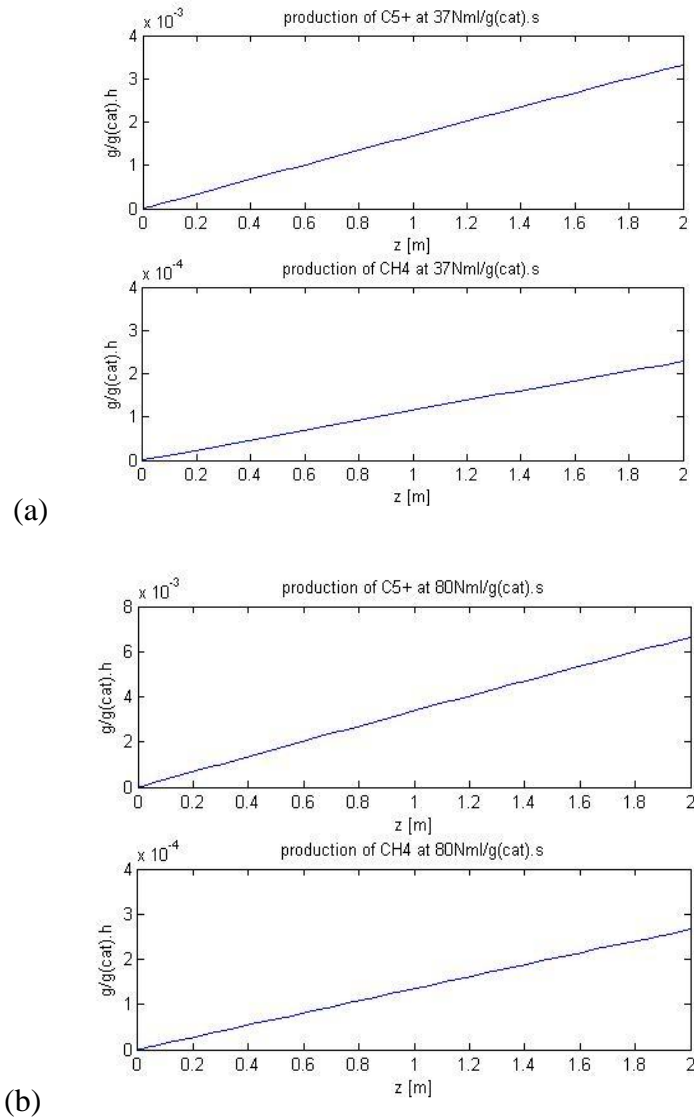 production of C5+ at 37Nml/g(cat).s
x 10⁻³
4
3
2
1
0
g/g(cat).h
0 0.2 0.4 0.6 0.8 1 1.2 1.4 1.6 1.8 2
z [m]
production of CH4 at 37Nml/g(cat).s
x 10⁻⁴
4
3
2
1
0
g/g(cat).h
0 0.2 0.4 0.6 0.8 1 1.2 1.4 1.6 1.8 2
z [m]
(a)
production of C5+ at 80Nml/g(cat).s
x 10⁻³
8
6
4
2
0
g/g(cat).h
0 0.2 0.4 0.6 0.8 1 1.2 1.4 1.6 1.8 2
z [m]
production of CH4 at 80Nml/g(cat).s
x 10⁻⁴
4
3
2
1
0
g/g(cat).h
0 0.2 0.4 0.6 0.8 1 1.2 1.4 1.6 1.8 2
z [m]
(b)